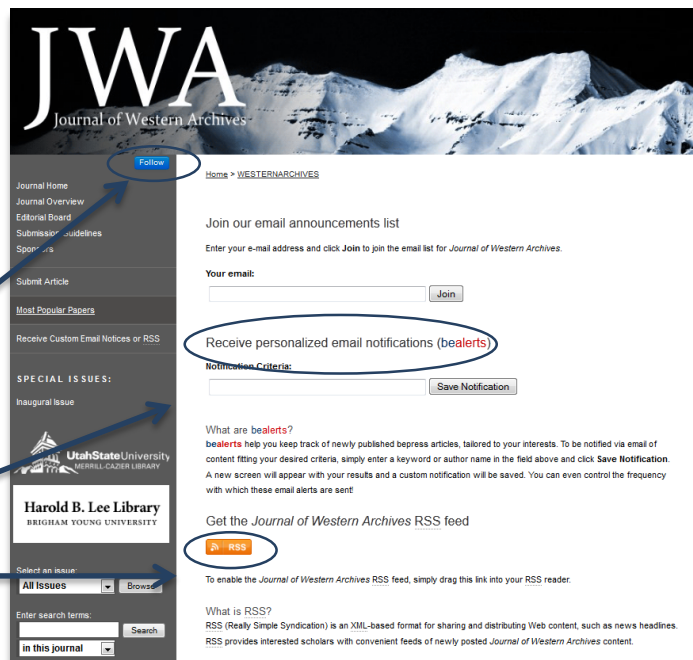 JWA
Journal of Western Archives
Follow
Journal Home
Journal Overview
Editorial Board
Submission Guidelines
Sponsors
Submit Article
Most Popular Papers
Receive Custom Email Notices or RSS
SPECIAL ISSUES:
Inaugural Issue
UtahStateUniversity
MERRILL-CAZIER LIBRARY
Harold B. Lee Library
BRIGHAM YOUNG UNIVERSITY
Select an issue:
All Issues
Browse
Enter search terms:
Search
in this journal
Home > WESTERNARCHIVES
Join our email announcements list
Enter your e-mail address and click Join to join the email list for Journal of Western Archives.
Your email:
Join
Receive personalized email notifications (bealerts)
Notification Criteria:
Save Notification
What are bealerts?
bealerts help you keep track of newly published bepress articles, tailored to your interests. To be notified via email of
content fitting your desired criteria, simply enter a keyword or author name in the field above and click Save Notification.
A new screen will appear with your results and a custom notification will be saved. You can even control the frequency
with which these email alerts are sent!
Get the Journal of Western Archives RSS feed
RSS
To enable the Journal of Western Archives RSS feed, simply drag this link into your RSS reader.
What is RSS?
RSS (Really Simple Syndication) is an XML-based format for sharing and distributing Web content, such as news headlines.
RSS provides interested scholars with convenient feeds of newly posted Journal of Western Archives content.